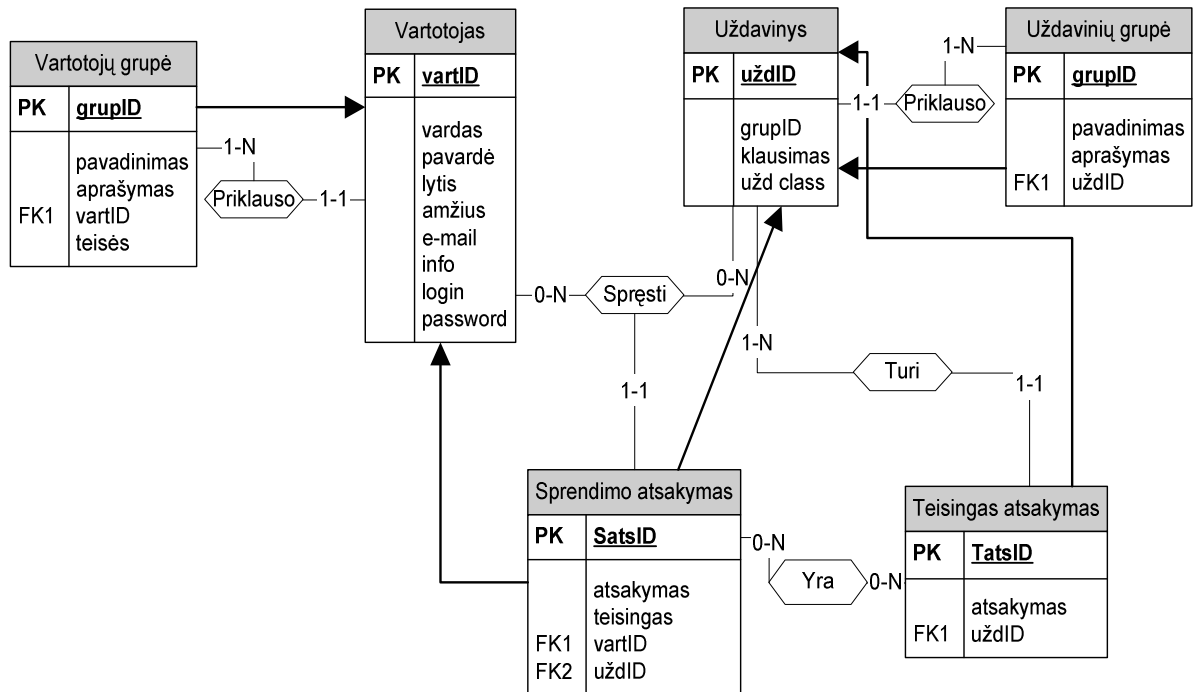 Vartotojų grupė
PK grupID
pavadinimas
aprašymas
FK1 vartID
teisės
Vartotojas
PK vartID
vardas
pavardė
lytis
amžius
e-mail
info
login
password
Uždavinys
PK uždID
grupID
klausimas
užd class
Uždavinių grupė
PK grupID
pavadinimas
aprašymas
FK1 uždID
1-N
Priklauso
1-1
1-N
1-1
Priklauso
0-N
Spręsti
0-N
1-1
1-N
Turi
1-1
Sprendimo atsakymas
PK SatsID
atsakymas
teisingas
FK1 vartID
FK2 uždID
0-N
Yra
0-N
Teisingas atsakymas
PK TatsID
atsakymas
FK1 uždID